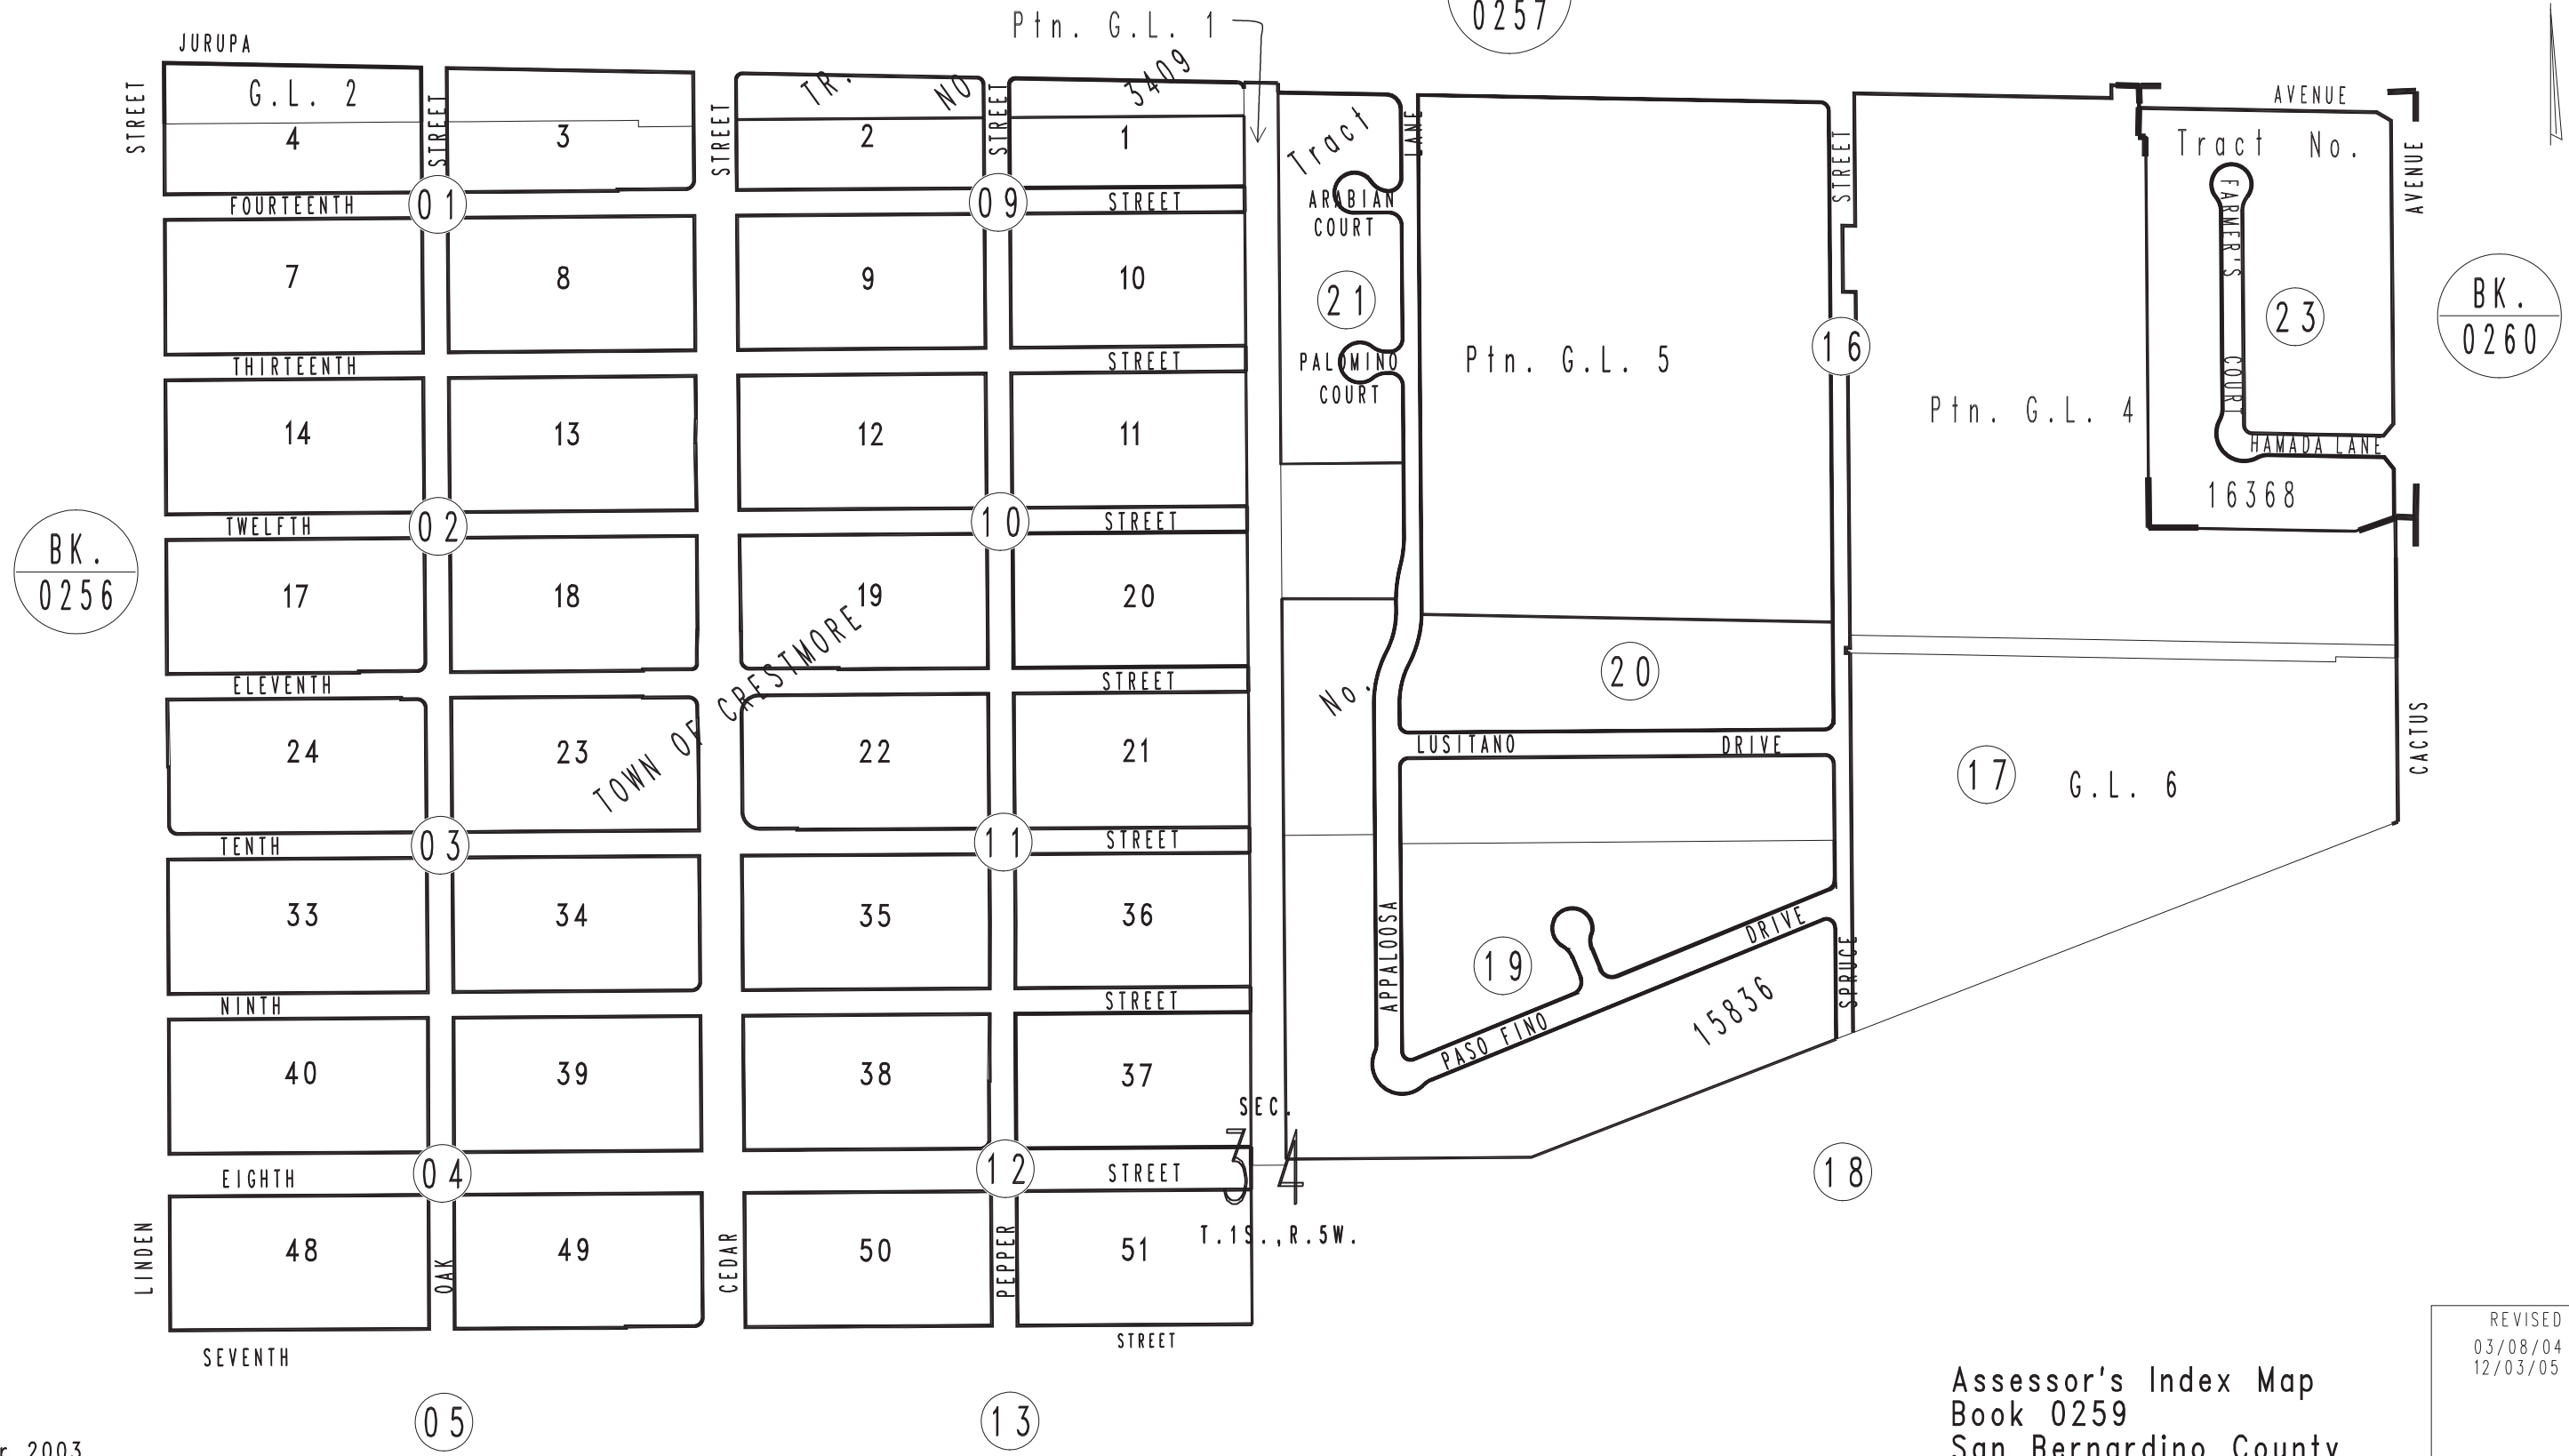 Ptn. G.L. 1
0257
JURUPA
AVENUE
STREET
G.L. 2
STREET
STREET
TR. NO 3409
STREET
Tract
LANE
STREET
Tract No.
AVENUE
4
3
2
1
FOURTEENTH
01
09
STREET
ARABIAN
COURT
FARMER'S
COURT
7
8
9
10
21
23
BK.
0260
THIRTEENTH
STREET
PALOMINO
COURT
Ptn. G.L. 5
16
Ptn. G.L. 4
14
13
12
11
HAMADA LANE
16368
TWELFTH
02
10
STREET
BK.
0256
17
18
19
20
TOWN OF CRESTMORE
ELEVENTH
STREET
No.
20
24
23
22
21
LUSITANO DRIVE
17
G.L. 6
CACTUS
TENTH
03
11
STREET
33
34
35
36
APPALOOSA
19
DRIVE
SPRUCE
NINTH
STREET
PASO FINO
15836
40
39
38
37
SEC.
34
EIGHTH
04
12
STREET
18
T.1S.,R.5W.
LINDEN
48
OAK
49
CEDAR
50
PEPPER
51
SEVENTH
STREET
REVISED
03/08/04
12/03/05
05
13
Assessor's Index Map
Book 0259
San Bernardino County
r 2003